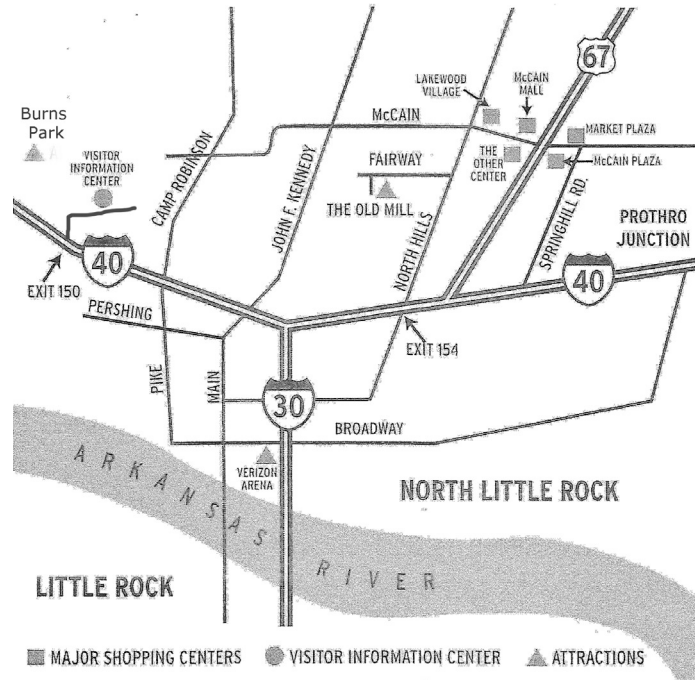 67
LAKEWOOD
VILLAGE
McCAIN
MALL
Burns
Park
McCAIN
MARKET PLAZA
VISITOR
INFORMATION
CENTER
CAMP ROBINSON
JOHN F. KENNEDY
FAIRWAY
THE
OTHER
CENTER
McCAIN PLAZA
THE OLD MILL
NORTH HILLS
SPRINGHILL RD.
PROTHRO
JUNCTION
40
40
EXIT 150
PERSHING
EXIT 154
PIKE
MAIN
30
BROADWAY
VERIZON
ARENA
NORTH LITTLE ROCK
ARKANSAS RIVER
LITTLE ROCK
MAJOR SHOPPING CENTERS
VISITOR INFORMATION CENTER
ATTRACTIONS